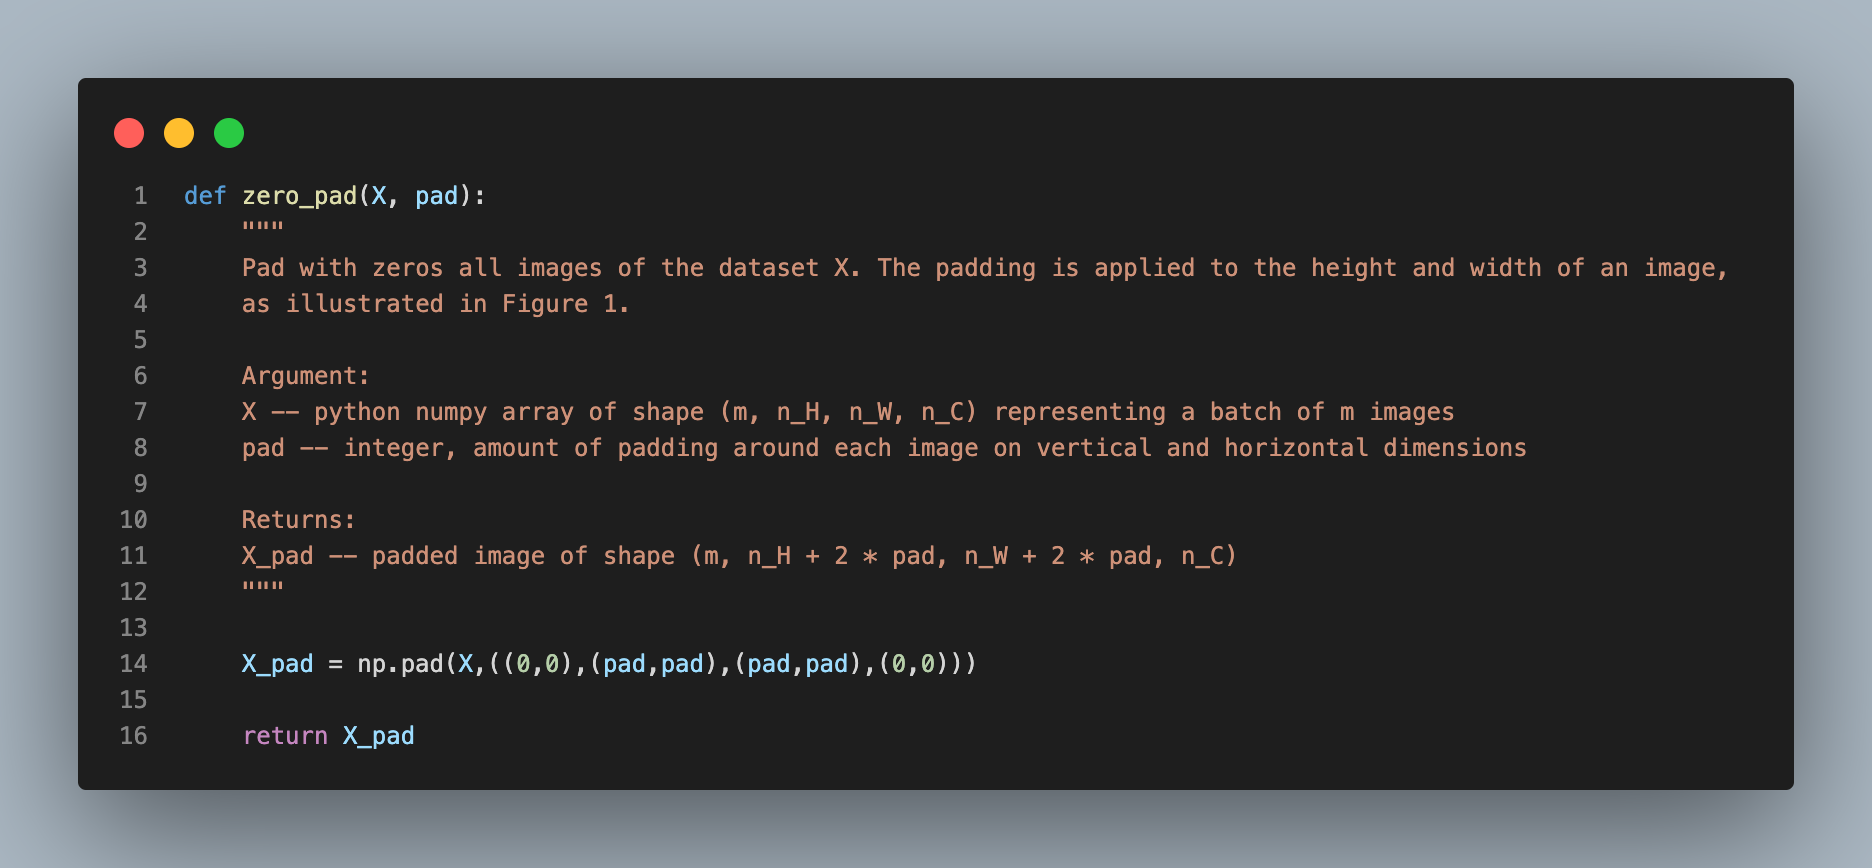 1 def zero_pad(X, pad):
2     """
3     Pad with zeros all images of the dataset X. The padding is applied to the height and width of an image,
4     as illustrated in Figure 1.
5
6     Argument:
7     X -- python numpy array of shape (m, n_H, n_W, n_C) representing a batch of m images
8     pad -- integer, amount of padding around each image on vertical and horizontal dimensions
9
10     Returns:
11     X_pad -- padded image of shape (m, n_H + 2 * pad, n_W + 2 * pad, n_C)
12     """
13
14     X_pad = np.pad(X,((0,0),(pad,pad),(pad,pad),(0,0)))
15
16     return X_pad